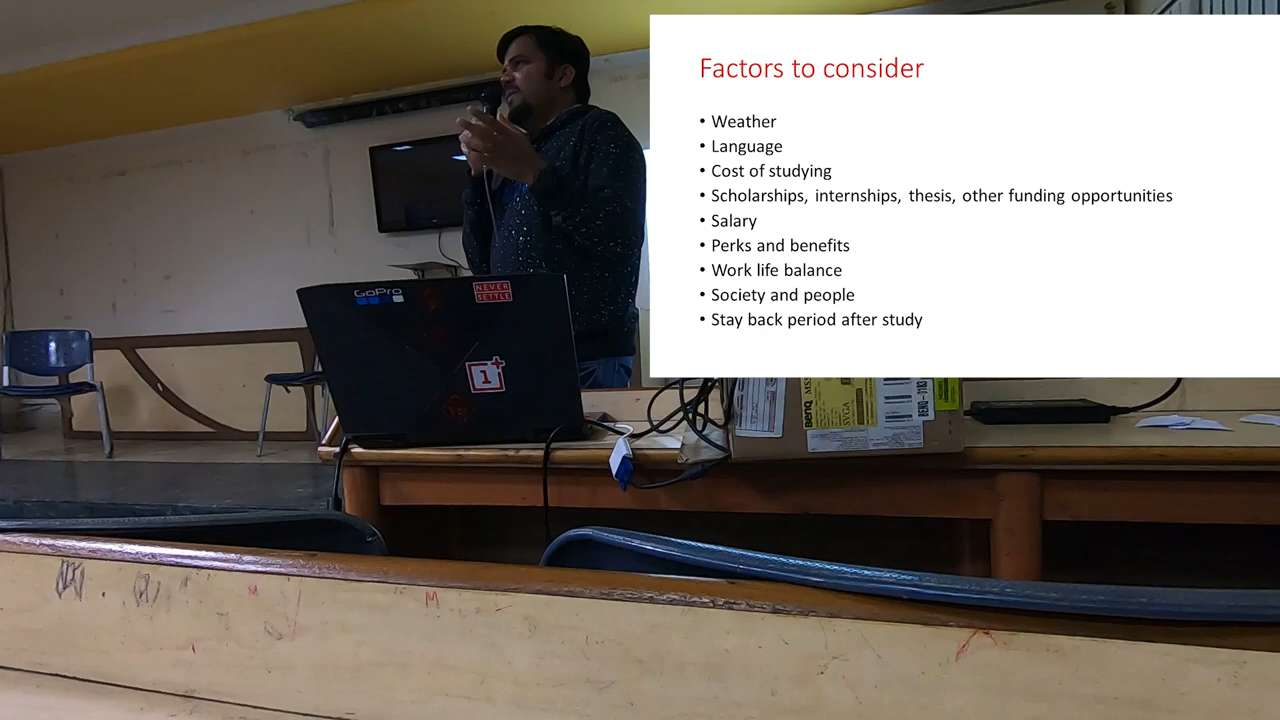 Factors to consider
• Weather
• Language
• Cost of studying
• Scholarships, internships, thesis, other funding opportunities
• Salary
• Perks and benefits
• Work life balance
• Society and people
• Stay back period after study
GoPro
NEVER
SETTLE
1+
BenQ
SVGA
M
M